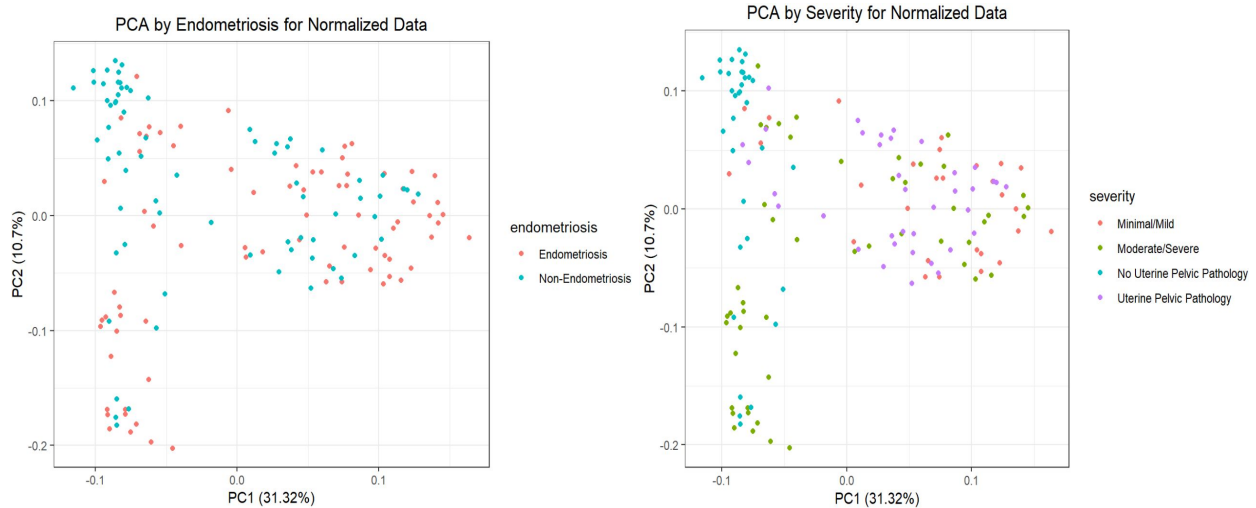 PCA by Endometriosis for Normalized Data
0.1
0.0
-0.1
-0.2
PC2 (10.7%)
-0.1
0.0
0.1
PC1 (31.32%)
endometriosis
Endometriosis
Non-Endometriosis
PCA by Severity for Normalized Data
0.1
0.0
-0.1
-0.2
PC2 (10.7%)
-0.1
0.0
0.1
PC1 (31.32%)
severity
Minimal/Mild
Moderate/Severe
No Uterine Pelvic Pathology
Uterine Pelvic Pathology